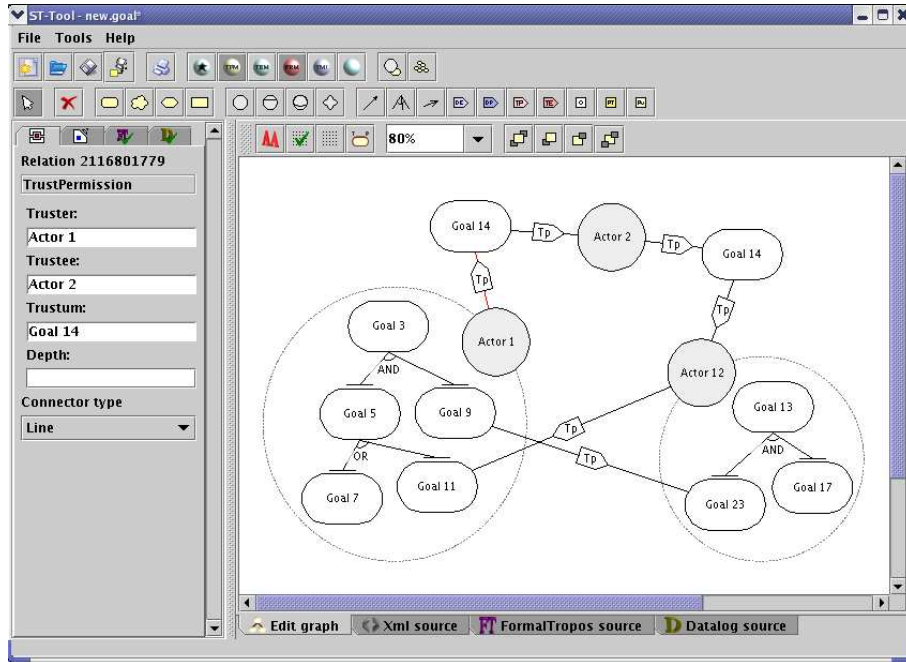 ST-Tool - new.goal*
File Tools Help
80%
Relation 2116801779
TrustPermission
Truster:
Actor 1
Trustee:
Actor 2
Trustum:
Goal 14
Depth:
Connector type
Line
Goal 14
Tp
Actor 2
Tp
Goal 14
Tp
Tp
Goal 3
Actor 1
AND
Actor 12
Goal 5
Goal 9
Goal 13
OR
Tp
AND
Tp
Goal 7
Goal 11
Goal 23
Goal 17
Edit graph
Xml source
FT FormalTropos source
D Datalog source